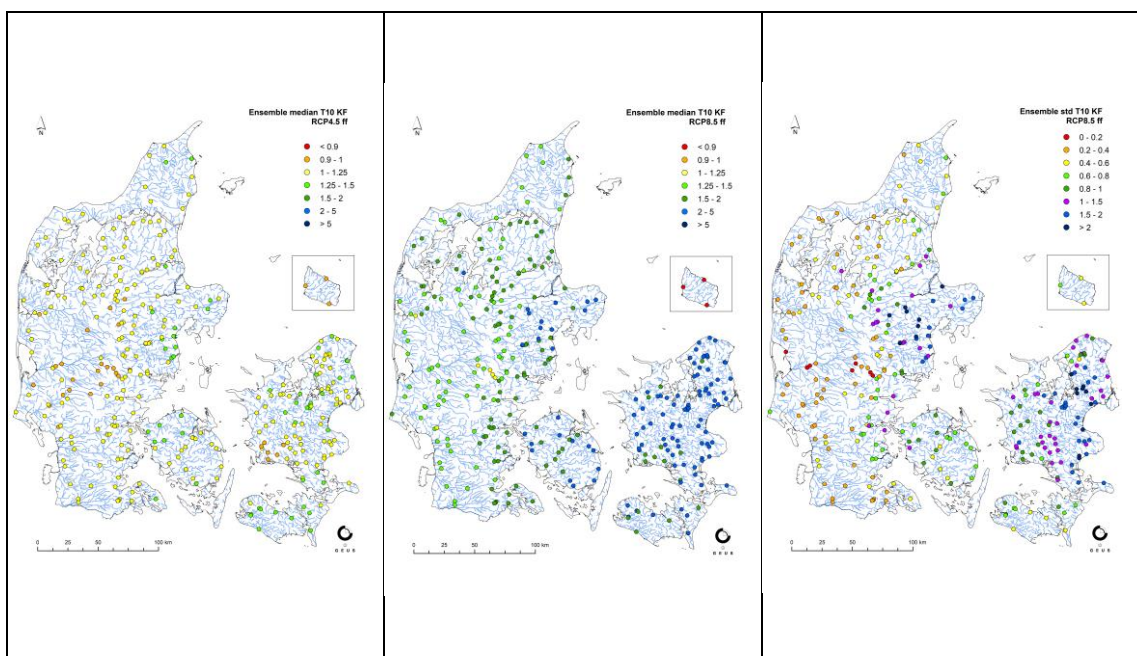 Ensemble median T10 KF
RCP4.5 ff
N
< 0.9
0.9 - 1
1 - 1.25
1.25 - 1.5
1.5 - 2
2 - 5
> 5
0 25 50 100 km
G E U S
Ensemble median T10 KF
RCP8.5 ff
N
< 0.9
0.9 - 1
1 - 1.25
1.25 - 1.5
1.5 - 2
2 - 5
> 5
0 25 50 100 km
G E U S
Ensemble std T10 KF
RCP8.5 ff
N
0 - 0.2
0.2 - 0.4
0.4 - 0.6
0.6 - 0.8
0.8 - 1
1 - 1.5
1.5 - 2
> 2
0 25 50 100 km
G E U S